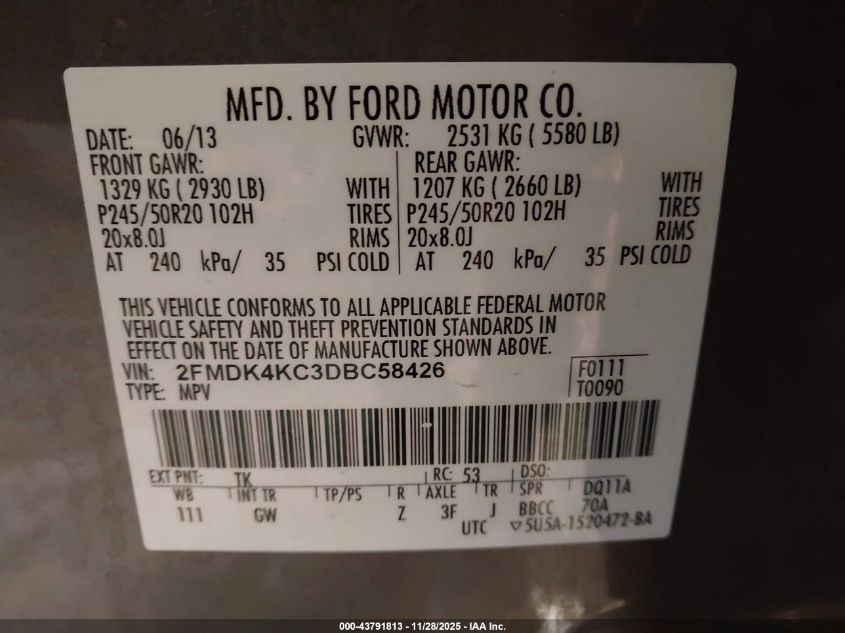 MFD. BY FORD MOTOR CO.
DATE: 06/13 GVWR: 2531 KG ( 5580 LB)
FRONT GAWR: REAR GAWR:
1329 KG ( 2930 LB) WITH 1207 KG ( 2660 LB) WITH
P245/50R20 102H TIRES P245/50R20 102H TIRES
20x8.0J RIMS 20x8.0J RIMS
AT 240 kPa/ 35 PSI COLD AT 240 kPa/ 35 PSI COLD
THIS VEHICLE CONFORMS TO ALL APPLICABLE FEDERAL MOTOR
VEHICLE SAFETY AND THEFT PREVENTION STANDARDS IN
EFFECT ON THE DATE OF MANUFACTURE SHOWN ABOVE.
VIN: 2FMDK4KC3DBC58426 F0111
TYPE: MPV T0090
EXT PNT: TK RC: 53 DSO:
WB INT TR TP/PS R AXLE TR SPR DQ11A
111 GW Z 3F J BBCC 70A
UTC ▽5U5A-1520472-BA
000-43791813 - 11/28/2025 - IAA Inc.